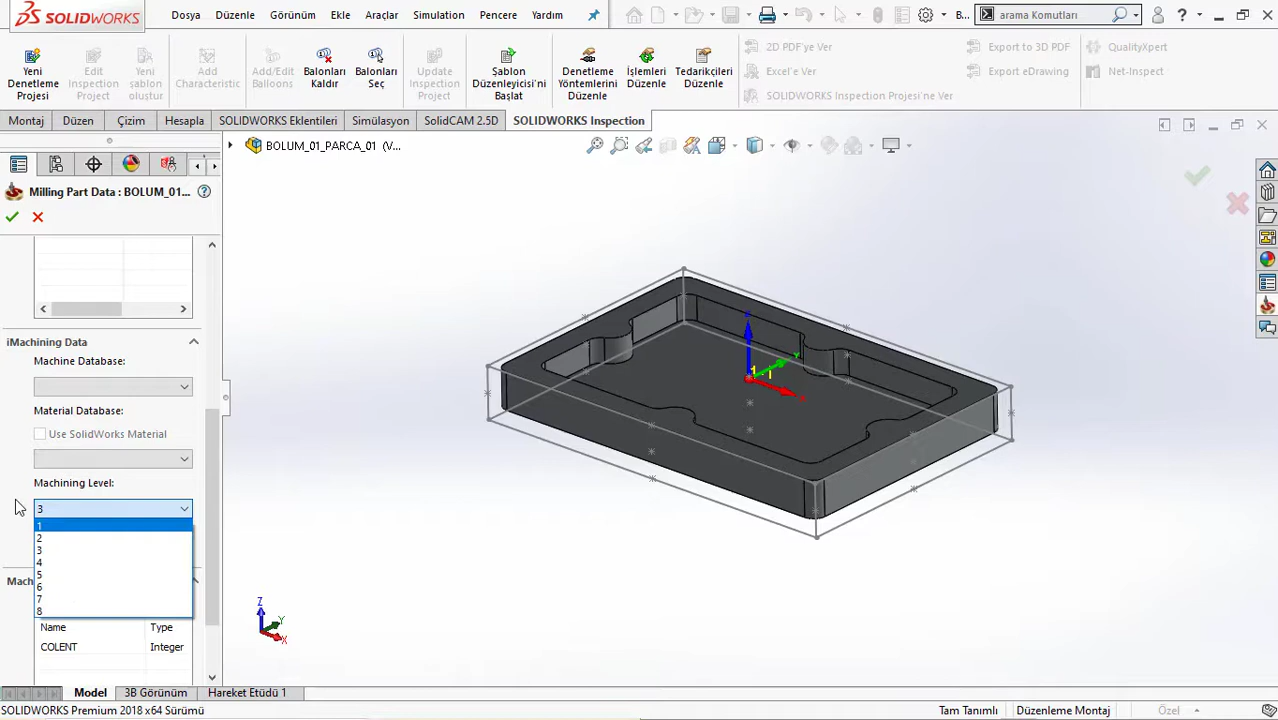 SOLIDWORKS
Dosya Düzenle Görünüm Ekle Araçlar Simulation Pencere Yardım
B...
arama Komutları
?
Yeni Denetleme Projesi
Edit Inspection Project
Yeni şablon oluştur
Add Characteristic
Add/Edit Balloons
Balonları Kaldır
Balonları Seç
Update Inspection Project
Şablon Düzenleyicisi'ni Başlat
Denetleme Yöntemlerini Düzenle
İşlemleri Düzenle
Tedarikçileri Düzenle
2D PDF'ye Ver
Excel'e Ver
SOLIDWORKS Inspection Projesi'ne Ver
Export to 3D PDF
Export eDrawing
QualityXpert
Net-Inspect
Montaj Düzen Çizim Hesapla SOLIDWORKS Eklentileri Simülasyon SolidCAM 2.5D SOLIDWORKS Inspection
BOLUM_01_PARCA_01 (V...
Milling Part Data : BOLUM_01...
?
iMachining Data
Machine Database:
Material Database:
Use SolidWorks Material
Machining Level:
3
1
2
3
4
5
6
7
8
Mach
Name Type
COLENT Integer
Z
Y
X
Model 3B Görünüm Hareket Etüdü 1
SOLIDWORKS Premium 2018 x64 Sürümü
Tam Tanımlı Düzenleme Montaj Özel